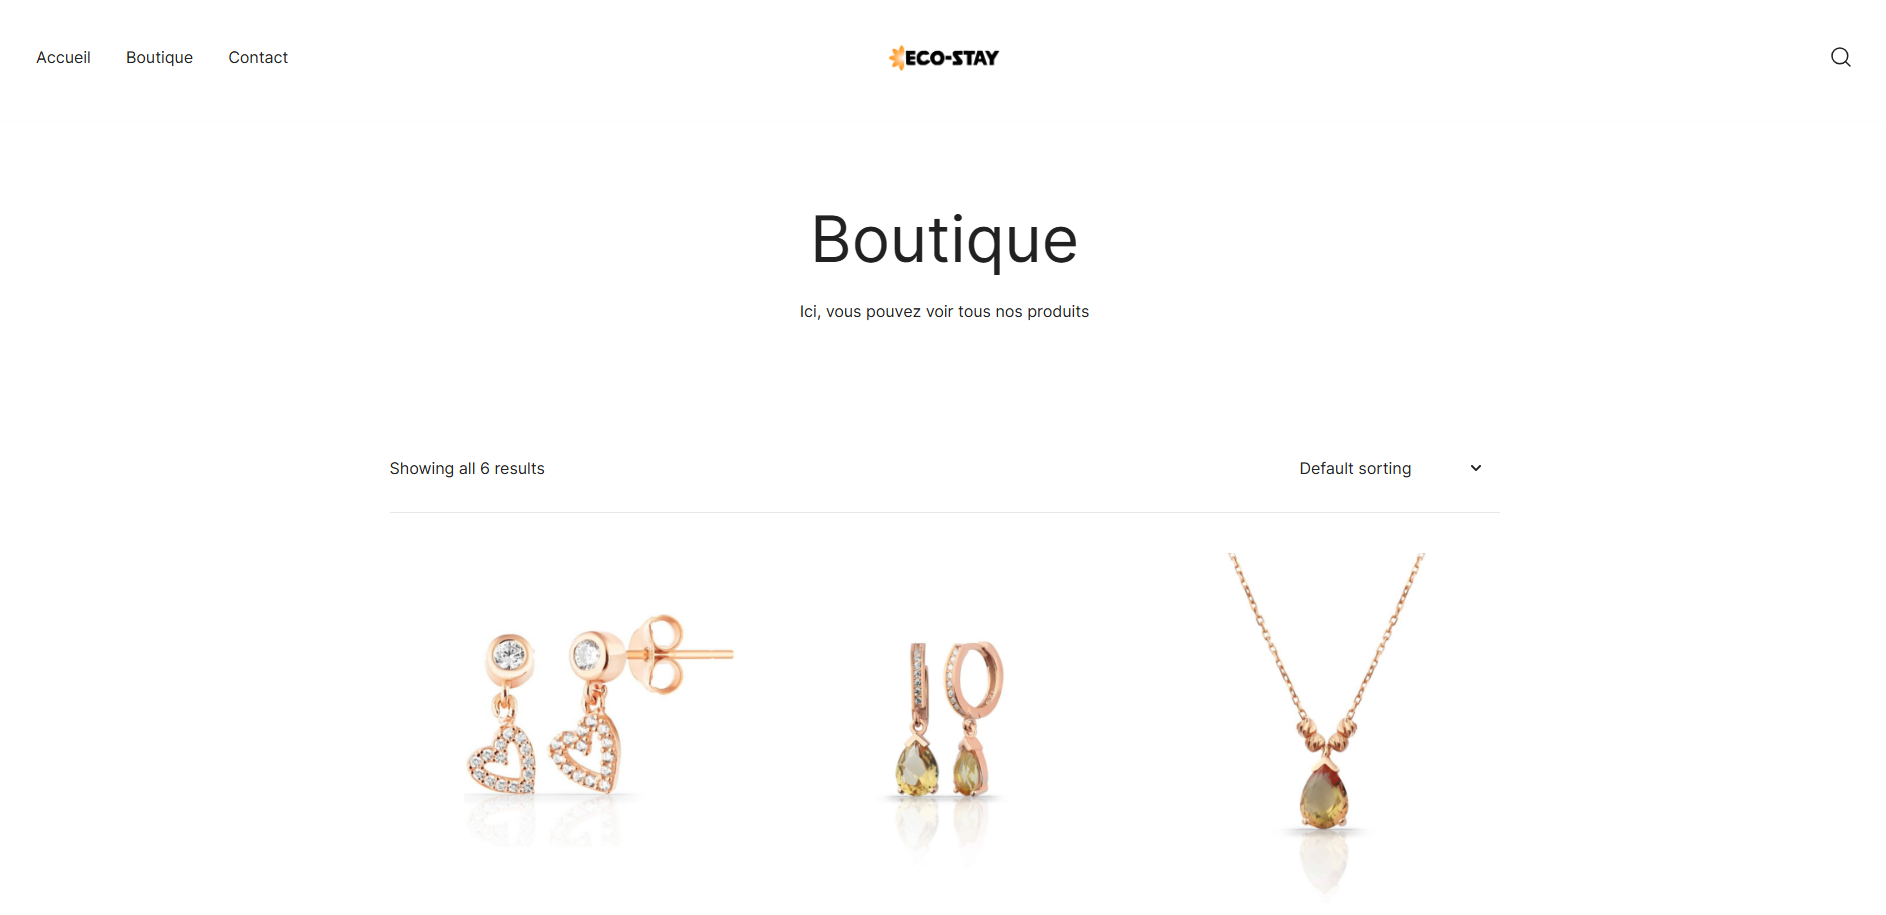 Accueil Boutique Contact
ECO-STAY
Boutique
Ici, vous pouvez voir tous nos produits
Showing all 6 results
Default sorting